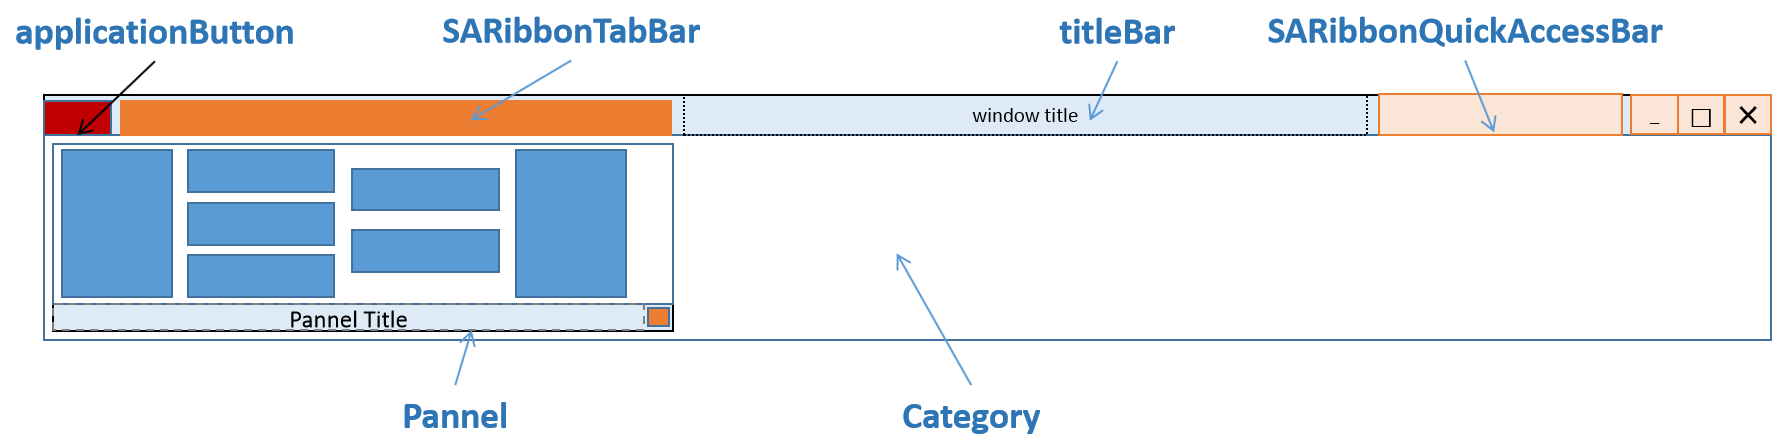 applicationButton
SARibbonTabBar
titleBar
SARibbonQuickAccessBar
window title
Pannel Title
Pannel
Category